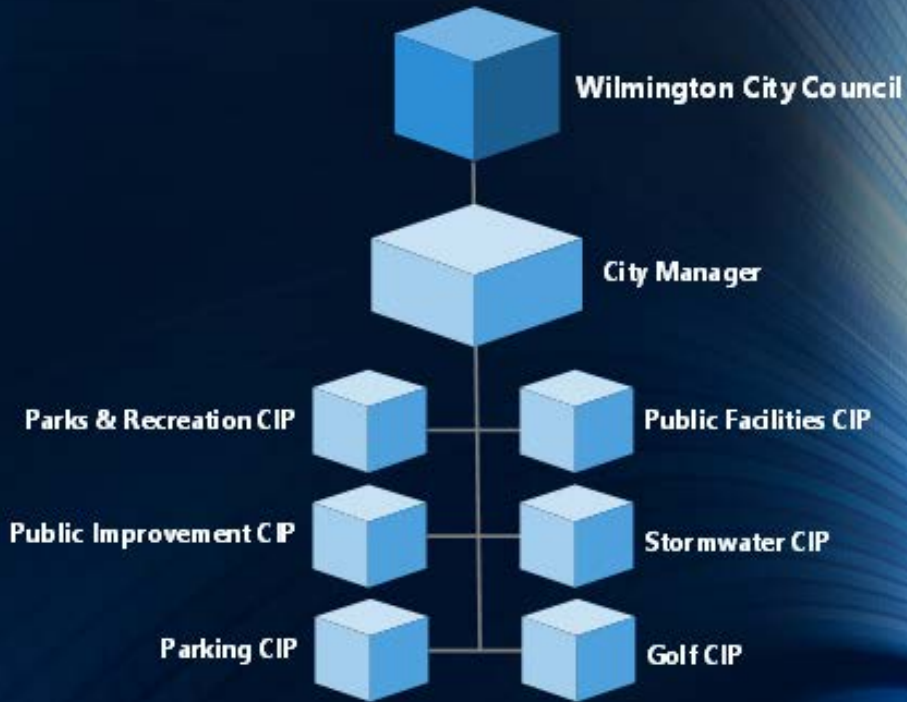 Wilmington City Council
City Manager
Parks & Recreation CIP
Public Facilities CIP
Public Improvement CIP
Stormwater CIP
Parking CIP
Golf CIP